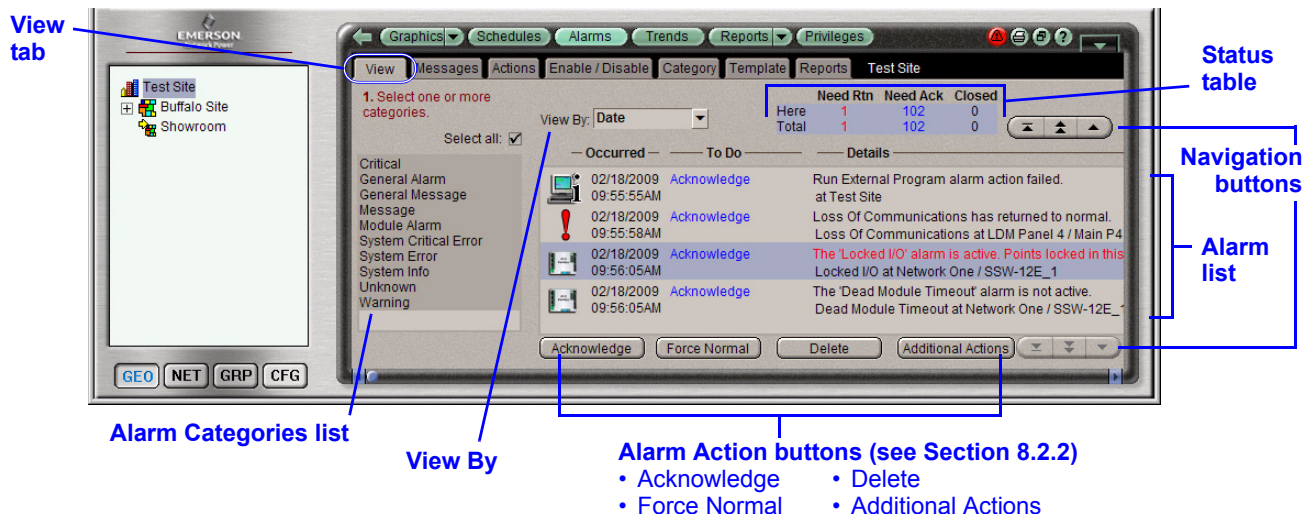 View
tab
EMERSON
Network Power
Graphics Schedules Alarms Trends Reports Privileges
?
View Messages Actions Enable / Disable Category Template Reports Test Site
Status
table
Test Site
Buffalo Site
Showroom
1. Select one or more
categories.
Select all:
View By: Date
Need Rtn Need Ack Closed
Here 1 102 0
Total 1 102 0
Navigation
buttons
Critical
General Alarm
General Message
Message
Module Alarm
System Critical Error
System Error
System Info
Unknown
Warning
Occurred To Do Details
02/18/2009 Acknowledge Run External Program alarm action failed.
09:55:55AM at Test Site
02/18/2009 Acknowledge Loss Of Communications has returned to normal.
09:55:58AM Loss Of Communications at LDM Panel 4 / Main P4
02/18/2009 Acknowledge The 'Locked I/O' alarm is active. Points locked in this
09:56:05AM Locked I/O at Network One / SSW-12E_1
02/18/2009 Acknowledge The 'Dead Module Timeout' alarm is not active.
09:56:05AM Dead Module Timeout at Network One / SSW-12E_1
Alarm
list
Acknowledge Force Normal Delete Additional Actions
GEO NET GRP CFG
Alarm Categories list
View By
Alarm Action buttons (see Section 8.2.2)
• Acknowledge • Delete
• Force Normal • Additional Actions